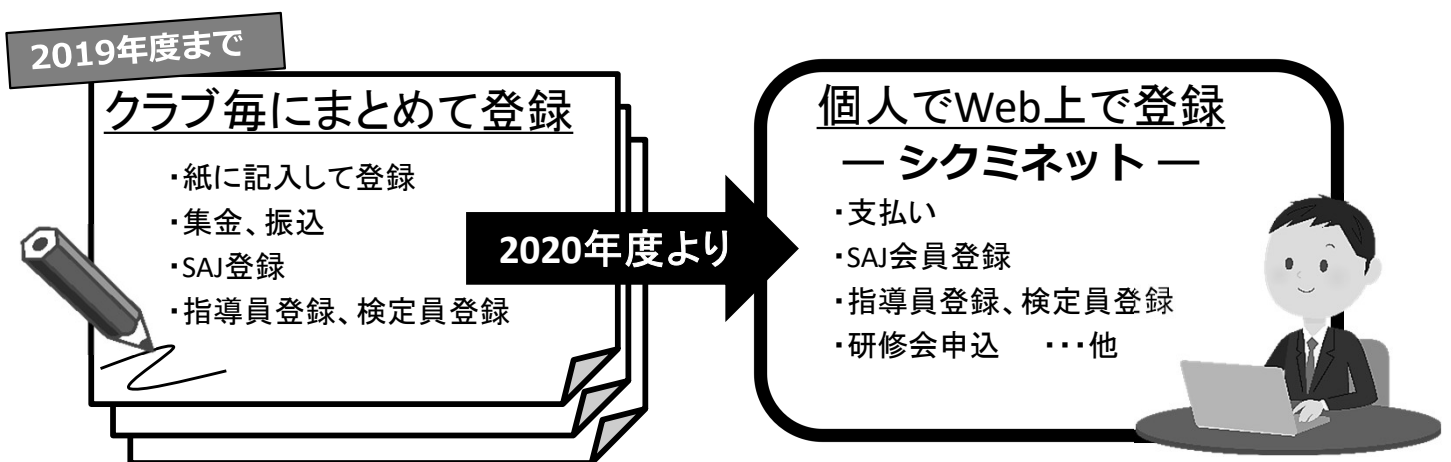 2019年度まで
クラブ毎にまとめて登録
・紙に記入して登録
・集金、振込
・SAJ登録
・指導員登録、検定員登録
2020年度より
個人でWeb上で登録
― シクミネット ―
・支払い
・SAJ会員登録
・指導員登録、検定員登録
・研修会申込　・・・他